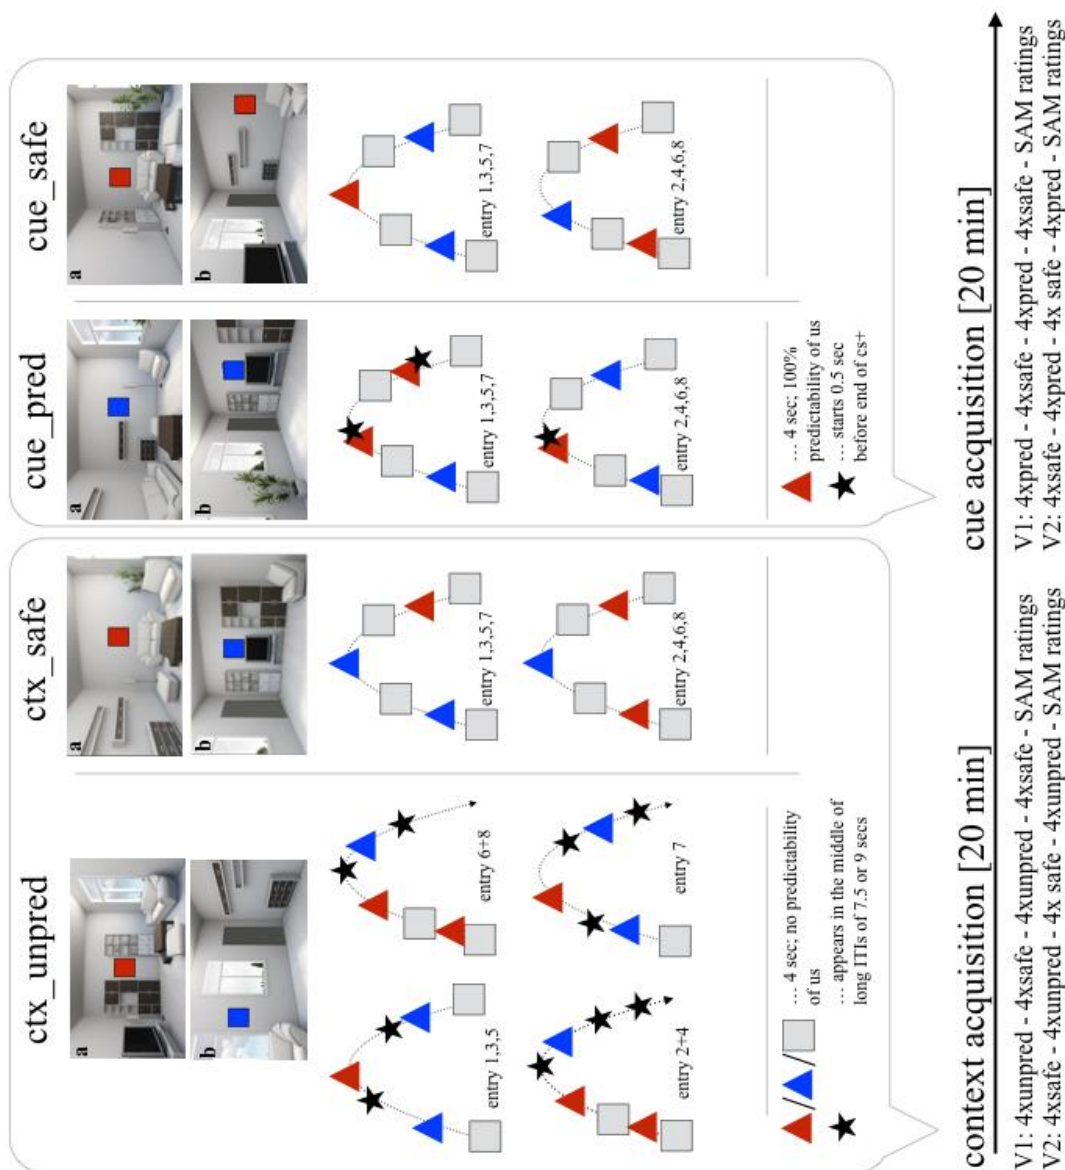 ctx_unpred
ctx_safe
cue_pred
cue_safe
a
a
a
a
b
b
b
b
entry 1,3,5
entry 6+8
entry 1,3,5,7
entry 1,3,5,7
entry 1,3,5,7
entry 2+4
entry 7
entry 2,4,6,8
entry 2,4,6,8
entry 2,4,6,8
/ / … 4 sec; no predictability
of us
… appears in the middle of
long ITIs of 7.5 or 9 secs
… 4 sec; 100%
predictability of us
… starts 0.5 sec
before end of cs+
context acquisition [20 min]
cue acquisition [20 min]
V1: 4xunpred - 4xsafe - 4xunpred - 4xsafe - SAM ratings
V2: 4xsafe - 4xunpred - 4x safe - 4xunpred - SAM ratings
V1: 4xpred - 4xsafe - 4xpred - 4xsafe - SAM ratings
V2: 4xsafe - 4xpred - 4x safe - 4xpred - SAM ratings